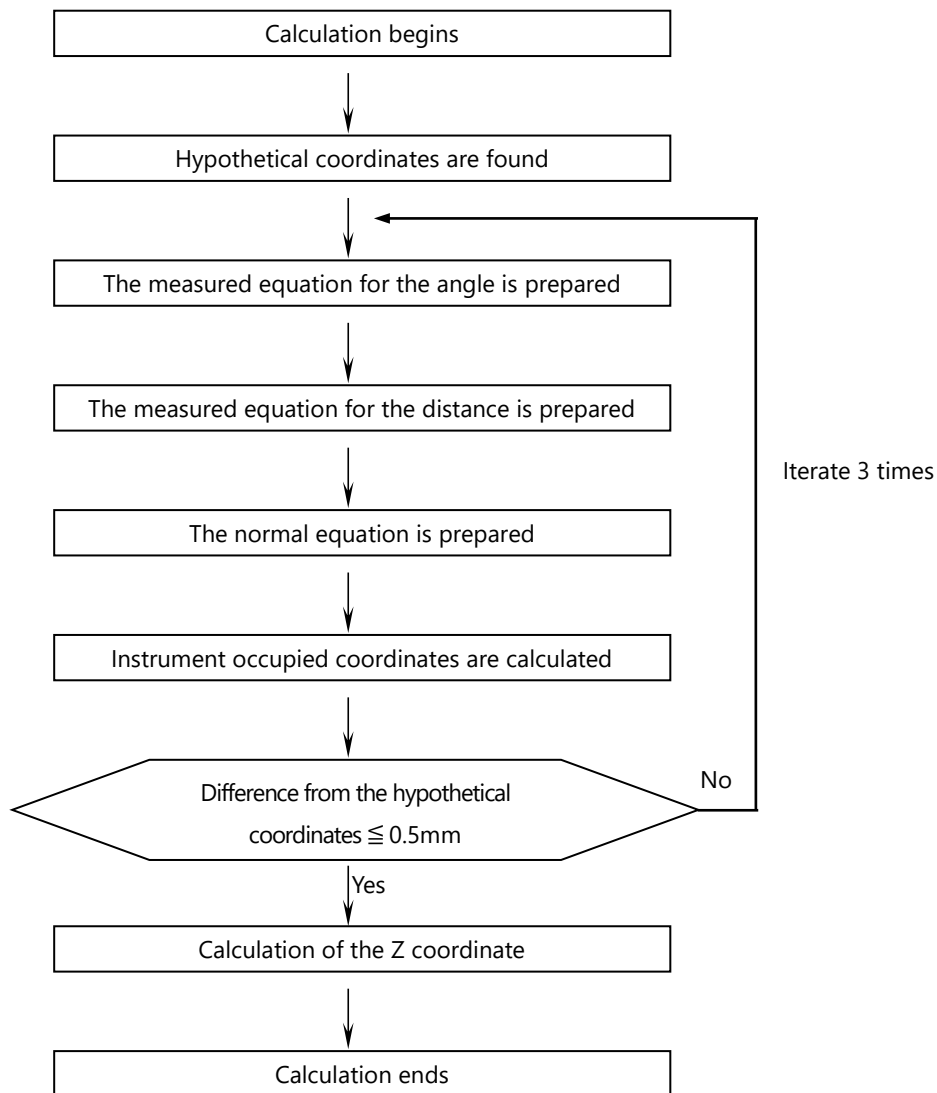 Calculation begins
Hypothetical coordinates are found
The measured equation for the angle is prepared
The measured equation for the distance is prepared
Iterate 3 times
The normal equation is prepared
Instrument occupied coordinates are calculated
No
Difference from the hypothetical
coordinates ≦ 0.5mm
Yes
Calculation of the Z coordinate
Calculation ends